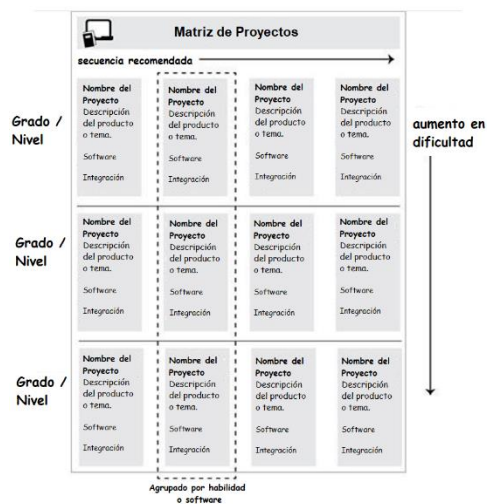 Matriz de Proyectos
secuencia recomendada
Grado /
Nivel
Nombre del
Proyecto
Descripción
del producto
o tema.
Software
Integración
Nombre del
Proyecto
Descripción
del producto
o tema.
Software
Integración
Nombre del
Proyecto
Descripción
del producto
o tema.
Software
Integración
Nombre del
Proyecto
Descripción
del producto
o tema.
Software
Integración
aumento en
dificultad
Grado /
Nivel
Nombre del
Proyecto
Descripción
del producto
o tema.
Software
Integración
Nombre del
Proyecto
Descripción
del producto
o tema.
Software
Integración
Nombre del
Proyecto
Descripción
del producto
o tema.
Software
Integración
Nombre del
Proyecto
Descripción
del producto
o tema.
Software
Integración
Grado /
Nivel
Nombre del
Proyecto
Descripción
del producto
o tema.
Software
Integración
Nombre del
Proyecto
Descripción
del producto
o tema.
Software
Integración
Nombre del
Proyecto
Descripción
del producto
o tema.
Software
Integración
Nombre del
Proyecto
Descripción
del producto
o tema.
Software
Integración
Agrupado por habilidad
o software